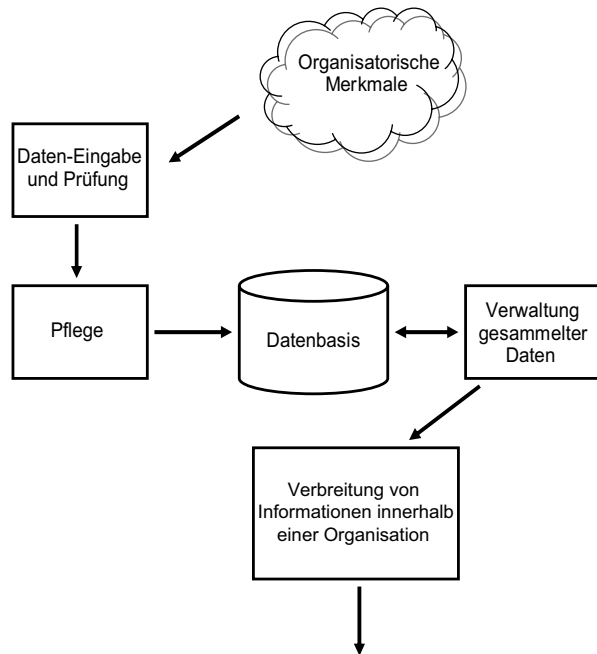 Organisatorische
Merkmale
Daten-Eingabe
und Prüfung
Pflege
Datenbasis
Verwaltung
gesammelter
Daten
Verbreitung von
Informationen innerhalb
einer Organisation